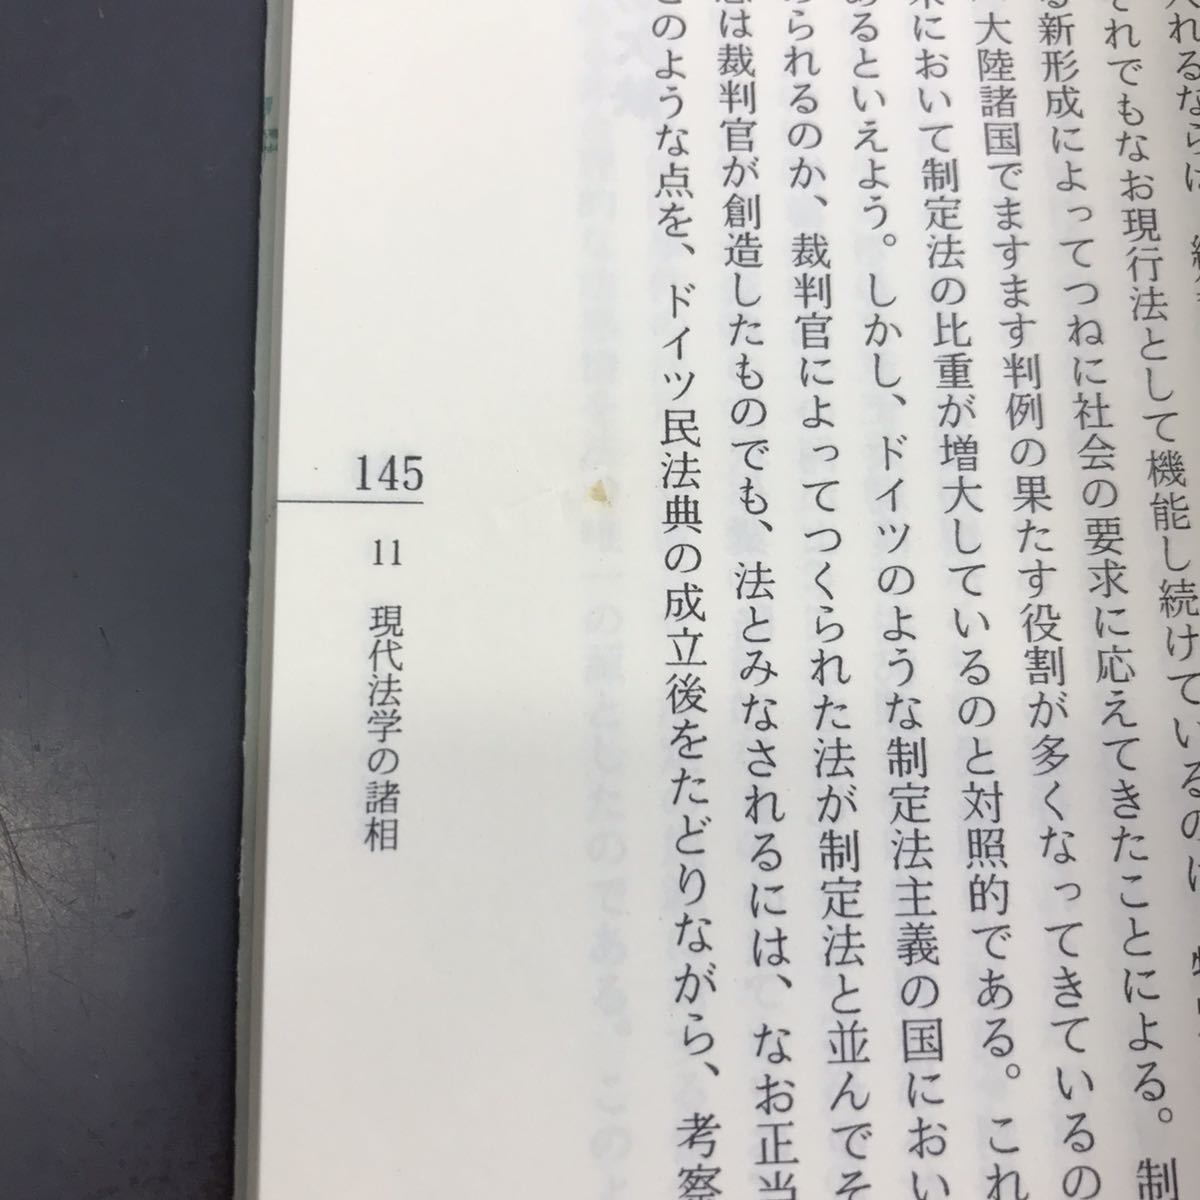 入れるならば、
れでもなお現行法として機能し続けているのは、
る新形成によってつねに社会の要求に応えてきたことによる。制
大陸諸国でますます判例の果たす役割が多くなってきているの
において制定法の比重が増大しているのと対照的である。これ
あるといえよう。しかし、ドイツのような制定法主義の国におい
められるのか、裁判官によってつくられた法が制定法と並んでそ
は裁判官が創造したものでも、法とみなされるには、なお正当
どのような点を、ドイツ民法典の成立後をたどりながら、考察
145
11 現代法学の諸相